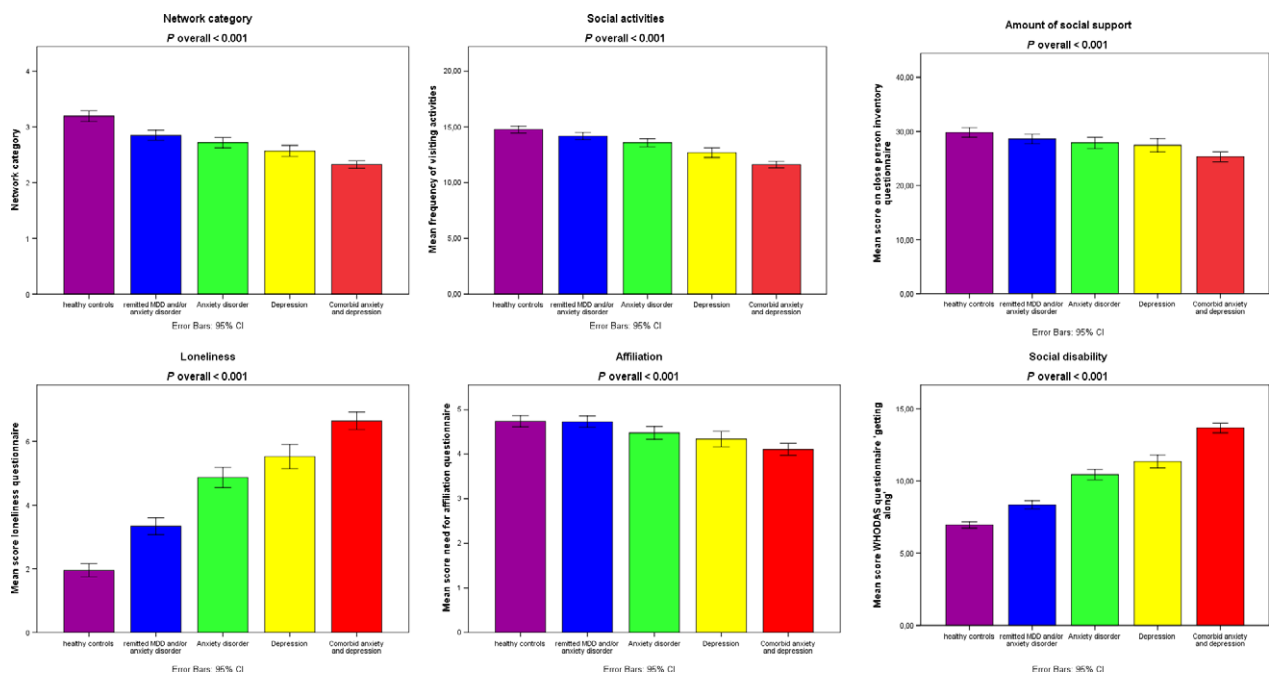 Network category
P overall < 0.001
Network category
4
3
2
1
0
healthy controls
remitted MDD and/or
anxiety disorder
Anxiety disorder
Depression
Comorbid anxiety
and depression
Error Bars: 95% CI
Social activities
P overall < 0.001
Mean frequency of visiting activities
20,00
15,00
10,00
5,00
0,00
healthy controls
remitted MDD and/or
anxiety disorder
Anxiety disorder
Depression
Comorbid anxiety
and depression
Error Bars: 95% CI
Amount of social support
P overall < 0.001
Mean score on close person inventory
questionnaire
40,00
30,00
20,00
10,00
0,00
healthy controls
remitted MDD and/or
anxiety disorder
Anxiety disorder
Depression
Comorbid anxiety
and depression
Error Bars: 95% CI
Loneliness
P overall < 0.001
Mean score loneliness questionnaire
6
4
2
0
healthy controls
remitted MDD and/or
anxiety disorder
Anxiety disorder
Depression
Comorbid anxiety
and depression
Error Bars: 95% CI
Affiliation
P overall < 0.001
Mean score need for affiliation questionnaire
5
4
3
2
1
0
healthy controls
remitted MDD and/or
anxiety disorder
Anxiety disorder
Depression
Comorbid anxiety
and depression
Error Bars: 95% CI
Social disability
P overall < 0.001
Mean score WHODAS questionnaire 'getting
along'
15,00
10,00
5,00
0,00
healthy controls
remitted MDD and/or
anxiety disorder
Anxiety disorder
Depression
Comorbid anxiety
and depression
Error Bars: 95% CI